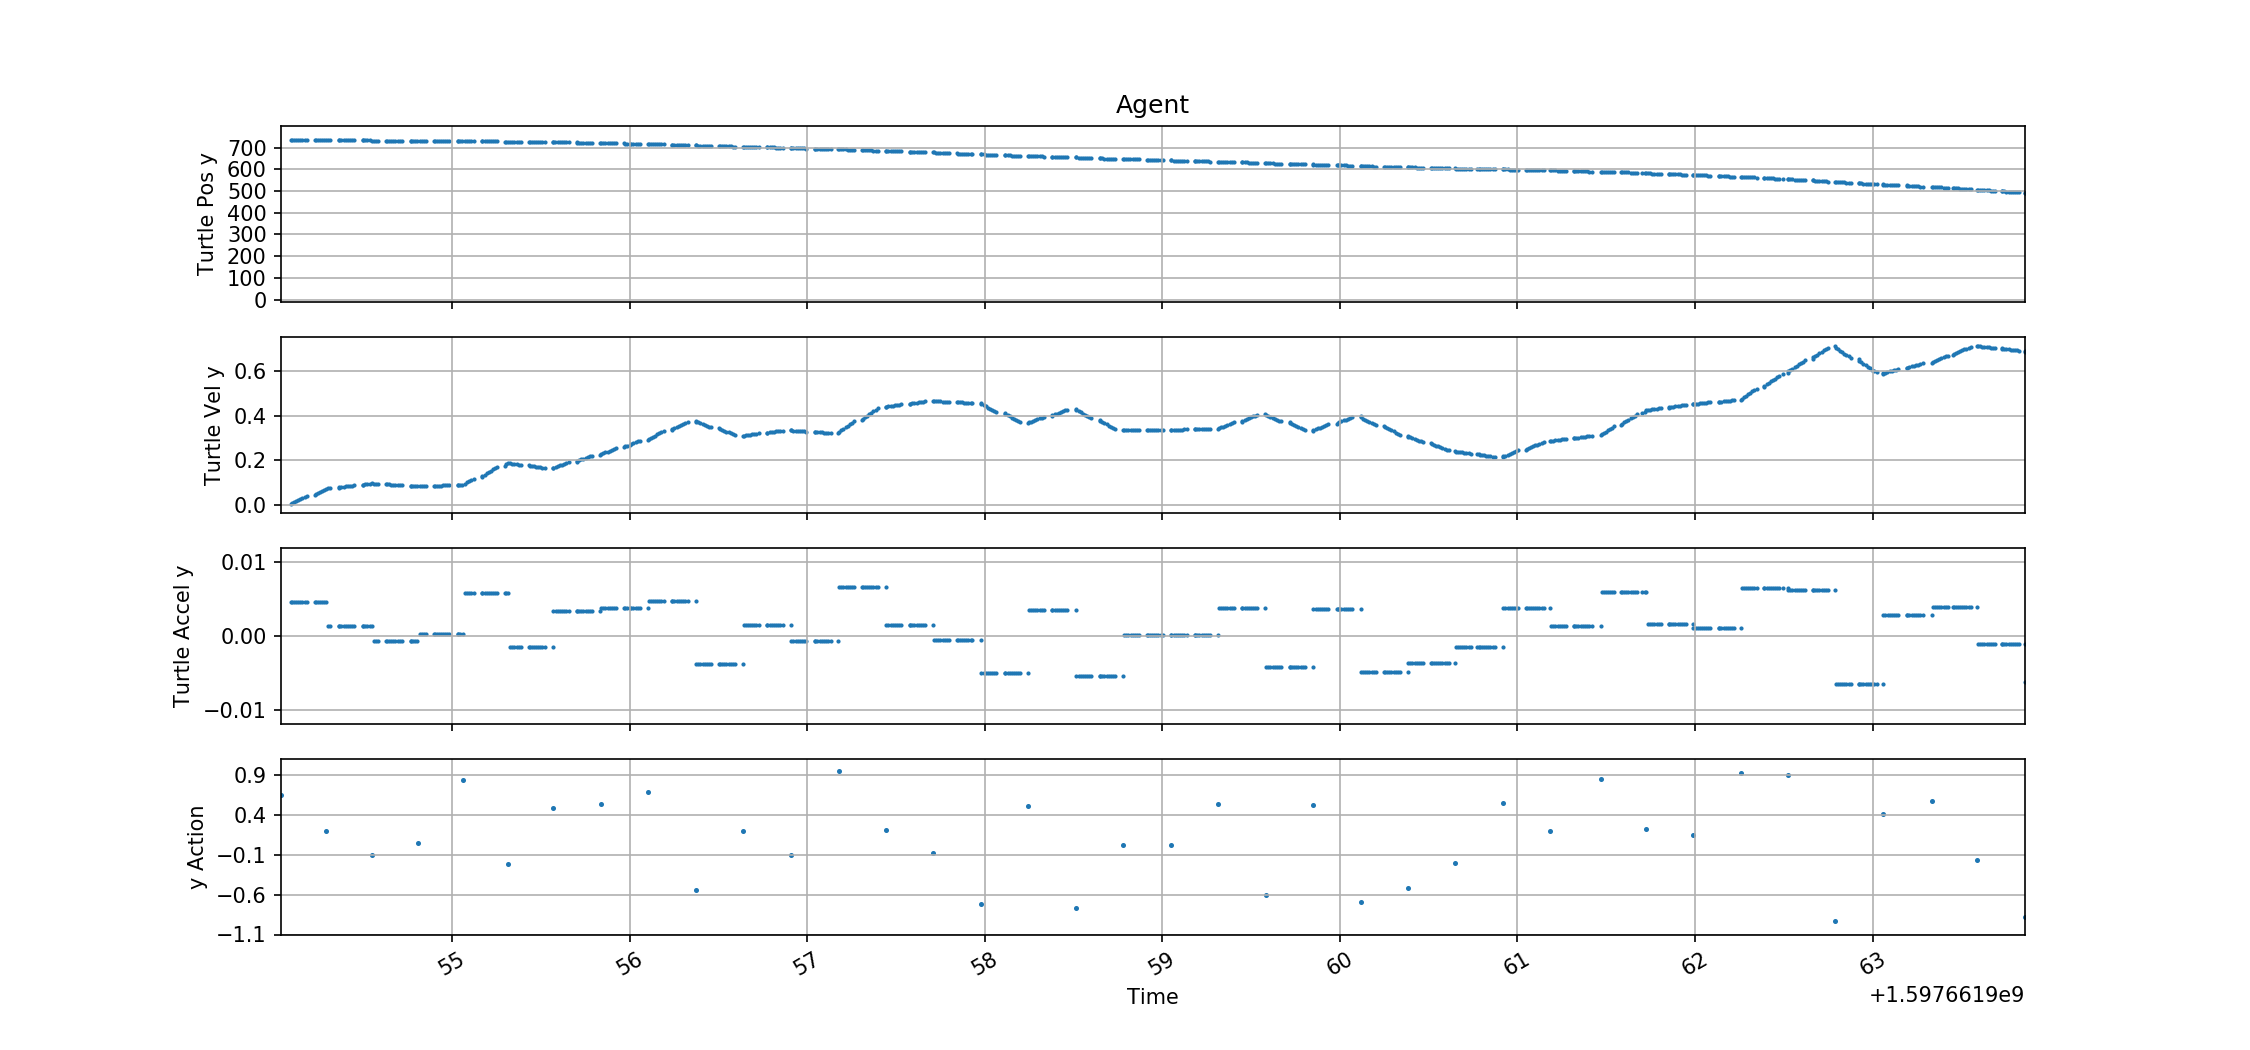 Agent
Turtle Pos y
700
600
500
400
300
200
100
0
Turtle Vel y
0.6
0.4
0.2
0.0
Turtle Accel y
0.01
0.00
−0.01
y Action
0.9
0.4
−0.1
−0.6
−1.1
55 56 57 58 59 60 61 62 63
Time
+1.5976619e9